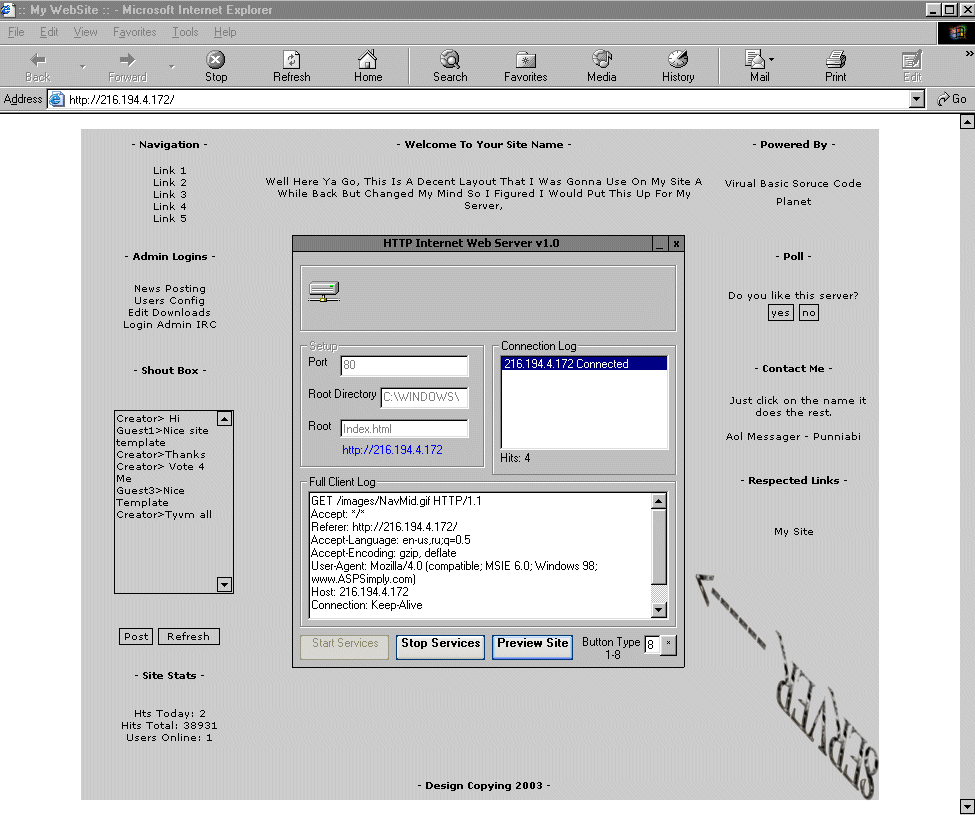 :: My WebSite :: - Microsoft Internet Explorer
File Edit View Favorites Tools Help
Back Forward Stop Refresh Home Search Favorites Media History Mail Print Edit
Address http://216.194.4.172/ Go
- Navigation -
Link 1
Link 2
Link 3
Link 4
Link 5
- Admin Logins -
News Posting
Users Config
Edit Downloads
Login Admin IRC
- Shout Box -
Creator> Hi
Guest1>Nice site
template
Creator>Thanks
Creator> Vote 4
Me
Guest3>Nice
Template
Creator>Tyvm all
Post Refresh
- Site Stats -
Hts Today: 2
Hits Total: 38931
Users Online: 1
- Welcome To Your Site Name -
Well Here Ya Go, This Is A Decent Layout That I Was Gonna Use On My Site A
While Back But Changed My Mind So I Figured I Would Put This Up For My
Server,
HTTP Internet Web Server v1.0
Setup
Port 80
Root Directory C:\WINDOWS\
Root Index.html
http://216.194.4.172
Connection Log
216.194.4.172 Connected
Hits: 4
Full Client Log
GET /images/NavMid.gif HTTP/1.1
Accept: */*
Referer: http://216.194.4.172/
Accept-Language: en-us,ru;q=0.5
Accept-Encoding: gzip, deflate
User-Agent: Mozilla/4.0 (compatible; MSIE 6.0; Windows 98;
www.ASPSimply.com)
Host: 216.194.4.172
Connection: Keep-Alive
Start Services Stop Services Preview Site Button Type 8
1-8
- Powered By -
Virual Basic Soruce Code
Planet
- Poll -
Do you like this server?
yes no
- Contact Me -
Just click on the name it
does the rest.
Aol Messager - Punniabi
- Respected Links -
My Site
SERVER
- Design Copying 2003 -